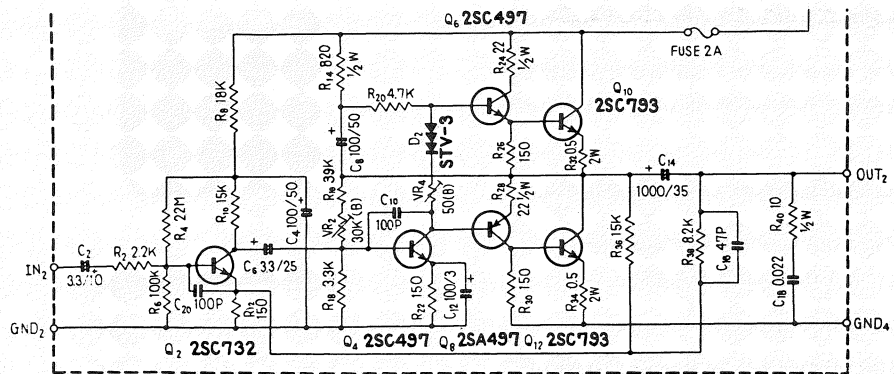 Q6 2SC497
FUSE 2A
R14 820
½W
R24 22
½W
Q10
2SC793
R8 18K
R20 4.7K
D2
STV-3
C8 100/50
R26
150
R32 0.5
2W
C14
1000/35
OUT2
R4 22M
R10 15K
C4 100/50
R16 39K
VR2
30K(B)
C10
100P
VR4
50(B)
R28
22 ½W
R36 15K
R38 8.2K
C16 47P
R40 10
½W
C2
3.3/10
R2 2.2K
IN2
C6 3.3/25
R6 100K
C20
100P
R12
150
R18 3.3K
R22 150
C12 100/3
R30
150
R34 0.5
2W
C18 0.022
GND2
GND4
Q2 2SC732
Q4 2SC497
Q8 2SA497
Q12 2SC793